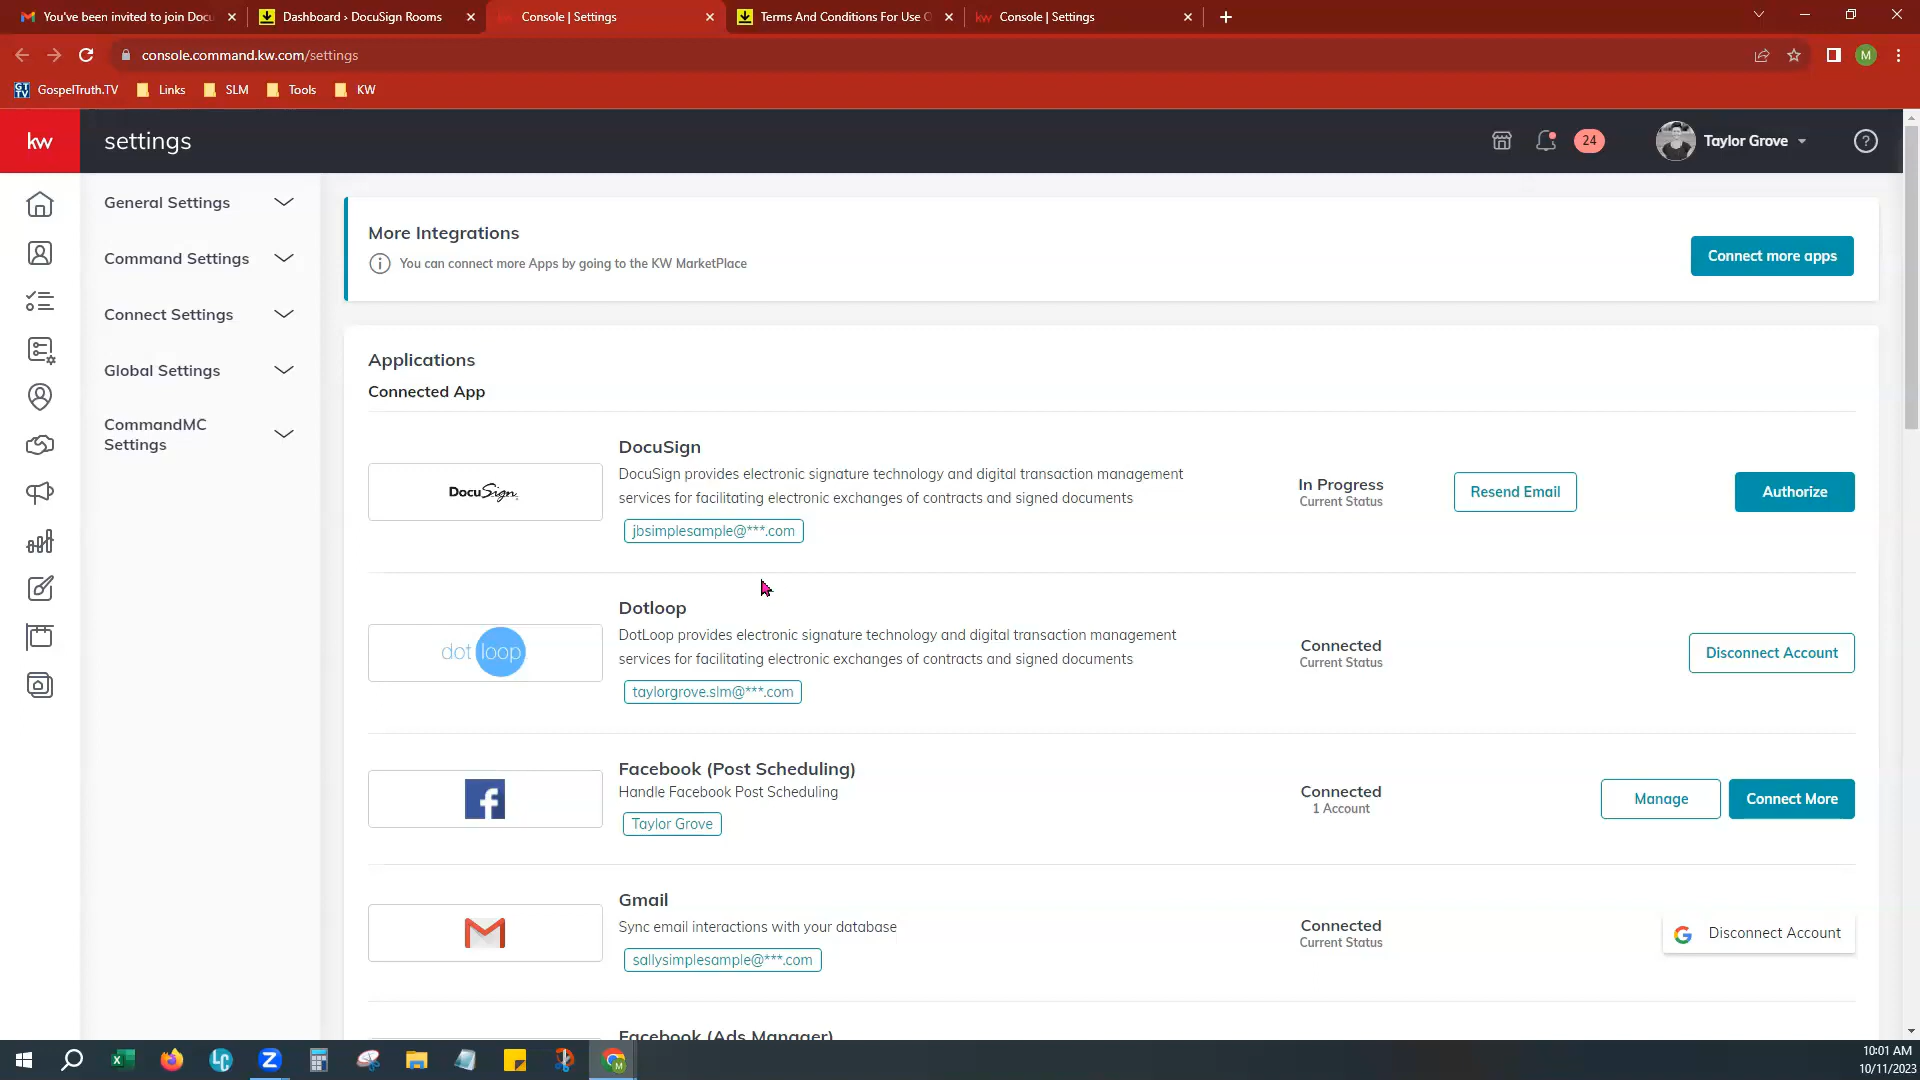 You've been invited to join Docu
Dashboard › DocuSign Rooms
Console | Settings
Terms And Conditions For Use O
kw Console | Settings
console.command.kw.com/settings
M
GT TV GospelTruth.TV
Links
SLM
Tools
KW
kw
settings
24
Taylor Grove
?
General Settings
Command Settings
Connect Settings
Global Settings
CommandMC
Settings
More Integrations
You can connect more Apps by going to the KW MarketPlace
Connect more apps
Applications
Connected App
DocuSign
DocuSign
DocuSign provides electronic signature technology and digital transaction management
services for facilitating electronic exchanges of contracts and signed documents
jbsimplesample@***.com
In Progress
Current Status
Resend Email
Authorize
dot loop
Dotloop
DotLoop provides electronic signature technology and digital transaction management
services for facilitating electronic exchanges of contracts and signed documents
taylorgrove.slm@***.com
Connected
Current Status
Disconnect Account
Facebook (Post Scheduling)
Handle Facebook Post Scheduling
Taylor Grove
Connected
1 Account
Manage
Connect More
Gmail
Sync email interactions with your database
sallysimplesample@***.com
Connected
Current Status
Disconnect Account
Facebook (Ads Manager)
10:01 AM
10/11/2023